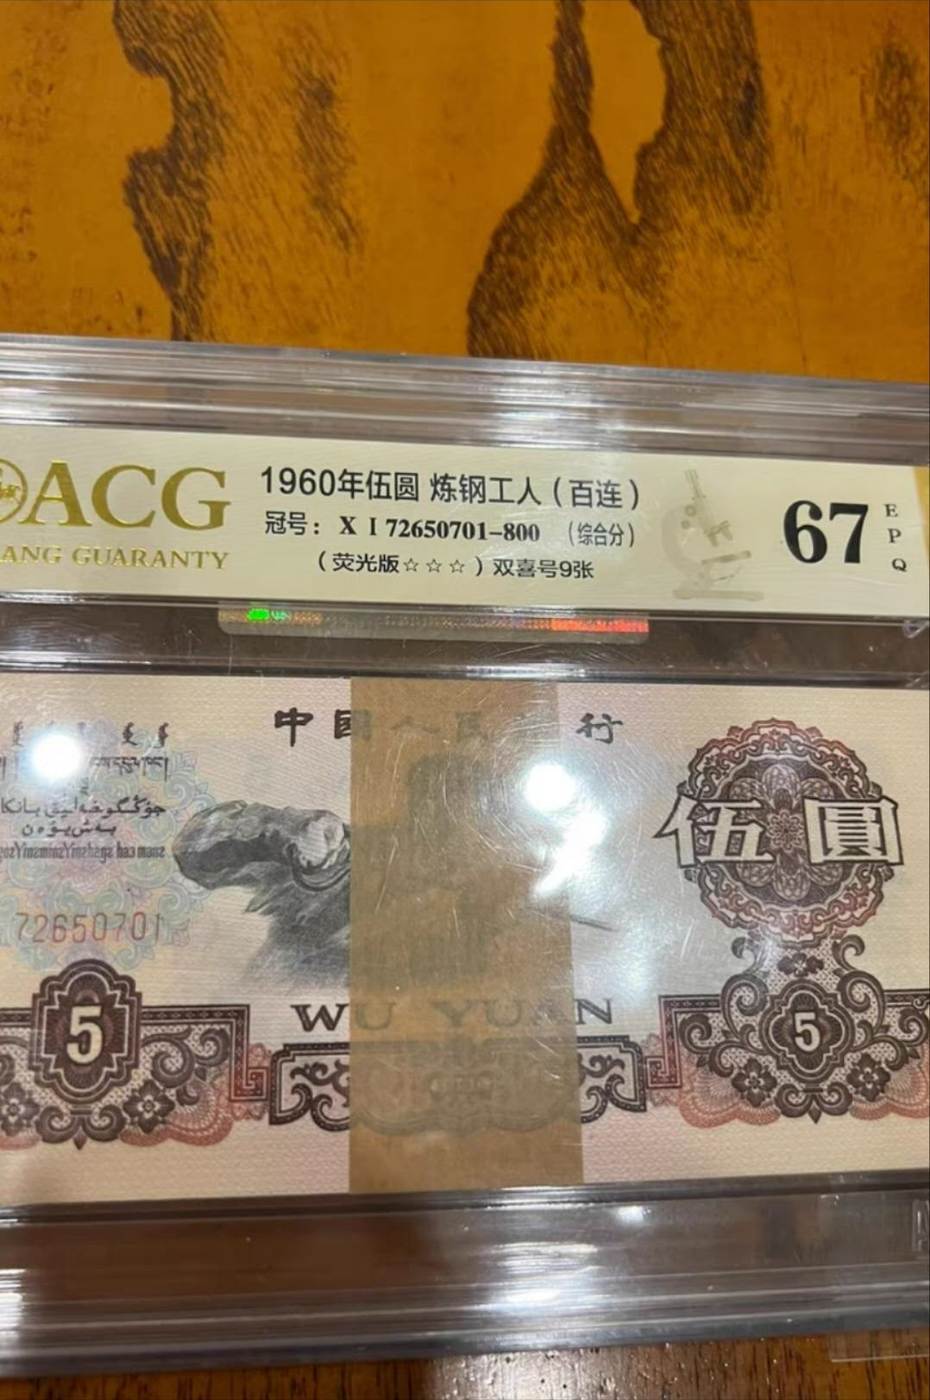 ACG
1960年伍圆 炼钢工人（百连）
冠号： X I 72650701-800 （综合分）
ANG GUARANTY
（荧光版☆☆☆）双喜号9张
67
E
P
Q
中国人民 行
伍圓
72650701
WU YUAN
5
5